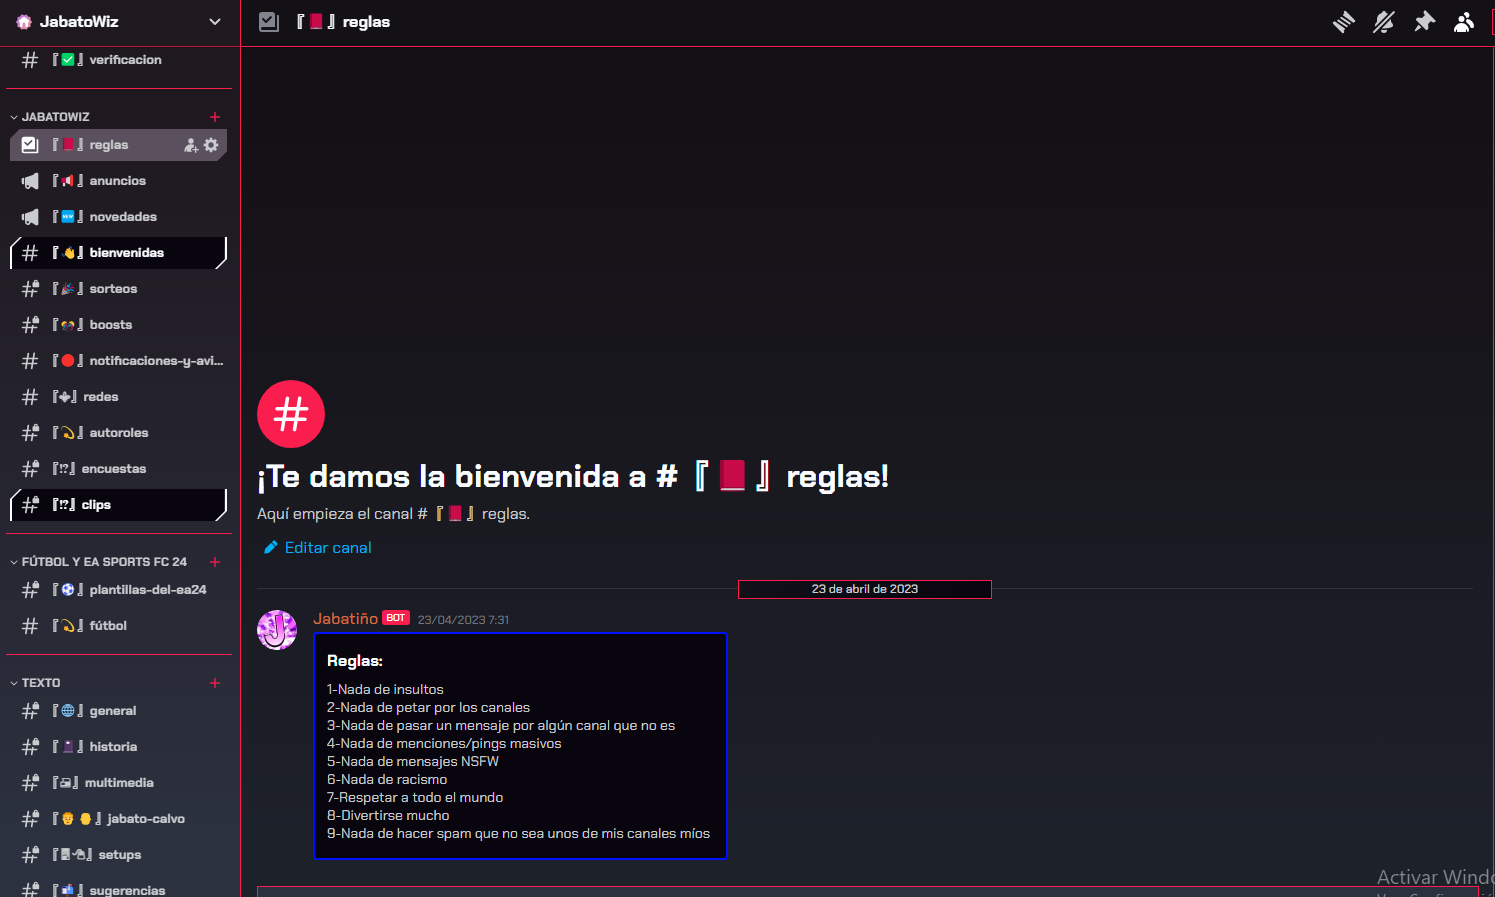 JabatoWiz
『📕』reglas
『✅』verificacion
JABATOWIZ
『📕』reglas
『📢』anuncios
『🆕』novedades
『👋』bienvenidas
『🎉』sorteos
『』boosts
『🔴』notificaciones-y-avi...
『』redes
『💫』autoroles
『⁉』encuestas
『⁉』clips
FÚTBOL Y EA SPORTS FC 24
『⚽』plantillas-del-ea24
『💫』fútbol
TEXTO
『🌐』general
『』historia
『』multimedia
『』jabato-calvo
『』setups
『📬』sugerencias
¡Te damos la bienvenida a #『📕』reglas!
Aquí empieza el canal #『📕』reglas.
Editar canal
23 de abril de 2023
Jabatiño BOT 23/04/2023 7:31
Reglas:
1-Nada de insultos
2-Nada de petar por los canales
3-Nada de pasar un mensaje por algún canal que no es
4-Nada de menciones/pings masivos
5-Nada de mensajes NSFW
6-Nada de racismo
7-Respetar a todo el mundo
8-Divertirse mucho
9-Nada de hacer spam que no sea unos de mis canales míos
Activar Windo